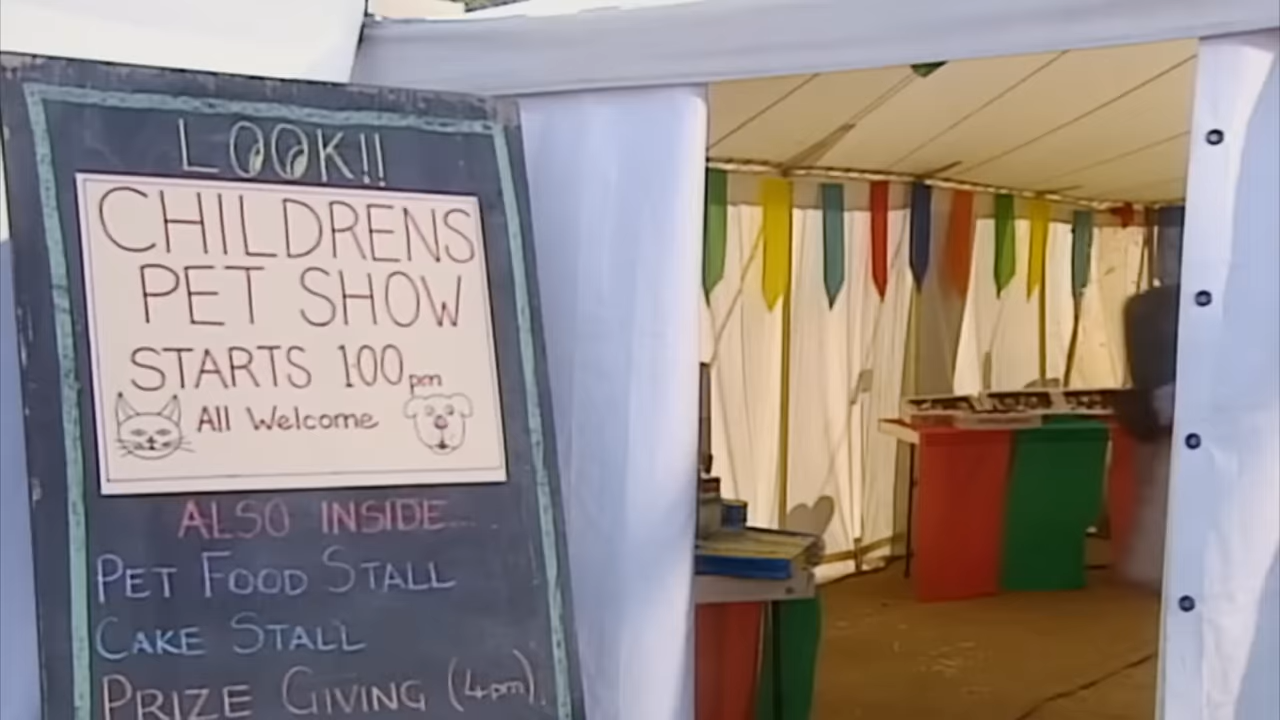 LOOK!!
CHILDRENS
PET SHOW
STARTS 1.00 pm
All Welcome
ALSO INSIDE...
PET FOOD STALL
CAKE STALL
PRIZE GIVING (4pm)